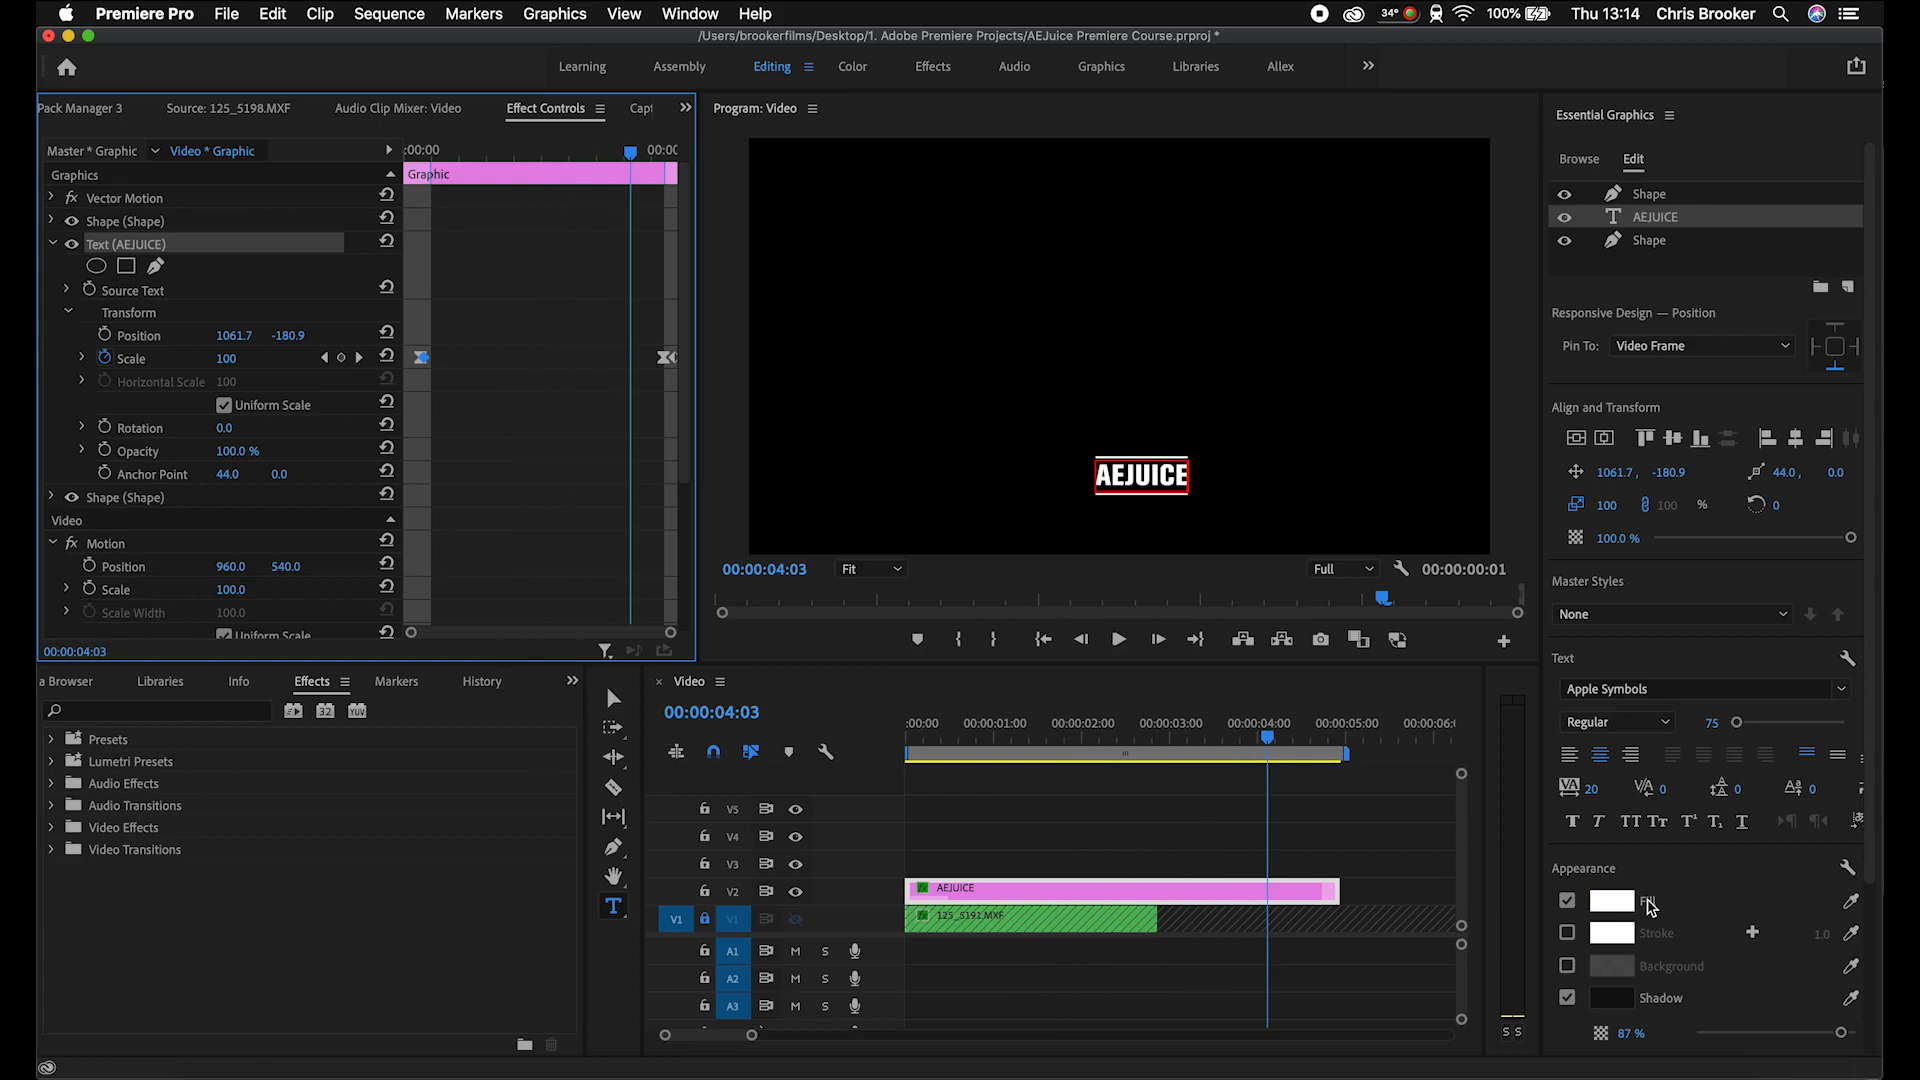 Premiere Pro File Edit Clip Sequence Markers Graphics View Window Help 34° 100% Thu 13:14 Chris Brooker
/Users/brookerfilms/Desktop/1. Adobe Premiere Projects/AEJuice Premiere Course.prproj *
Learning Assembly Editing Color Effects Audio Graphics Libraries Allex
Pack Manager 3 Source: 125_5198.MXF Audio Clip Mixer: Video Effect Controls Capt
Master * Graphic Video * Graphic :00:00 00:00
Graphics
Graphic
fx Vector Motion
Shape (Shape)
Text (AEJUICE)
Source Text
Transform
Position 1061.7 -180.9
Scale 100
Horizontal Scale 100
Uniform Scale
Rotation 0.0
Opacity 100.0 %
Anchor Point 44.0 0.0
Shape (Shape)
Video
fx Motion
Position 960.0 540.0
Scale 100.0
Scale Width 100.0
Uniform Scale
00:00:04:03
Program: Video
AEJUICE
00:00:04:03 Fit Full 00:00:00:01
Essential Graphics
Browse Edit
Shape
AEJUICE
Shape
Responsive Design — Position
Pin To: Video Frame
Align and Transform
1061.7 , -180.9 44.0 , 0.0
100 100 % 0
100.0 %
Master Styles
None
Text
Apple Symbols
Regular 75
20 0 0 0
Appearance
Fill
Stroke 1.0
Background
Shadow
87 %
a Browser Libraries Info Effects Markers History
32 YUV
Presets
Lumetri Presets
Audio Effects
Audio Transitions
Video Effects
Video Transitions
× Video
00:00:04:03
:00:00 00:00:01:00 00:00:02:00 00:00:03:00 00:00:04:00 00:00:05:00 00:00:06:0
V5
V4
V3
V2 fx AEJUICE
V1 V1 fx 125_5191.MXF
A1 M S
A2 M S
A3 M S
S S